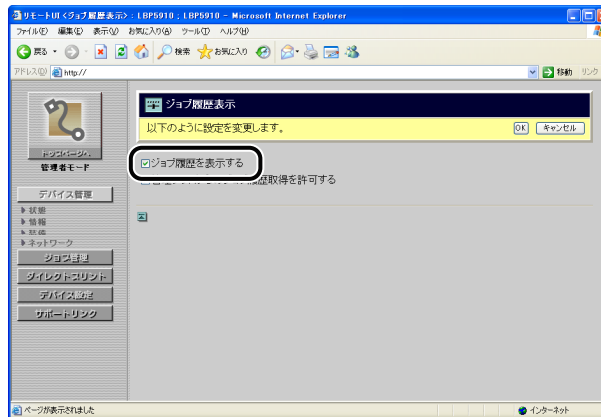 リモートUI <ジョブ履歴表示> : LBP5910 ; LBP5910 - Microsoft Internet Explorer
ファイル(F) 編集(E) 表示(V) お気に入り(A) ツール(T) ヘルプ(H)
戻る 検索 お気に入り
アドレス(D) http:// 移動 リンク
ジョブ履歴表示
以下のように設定を変更します。
OK キャンセル
トップページへ
管理者モード
ジョブ履歴を表示する
履歴取得を許可する
デバイス管理
状態
情報
装備
ネットワーク
ジョブ管理
ダイレクトプリント
デバイス設定
サポートリンク
ページが表示されました インターネット